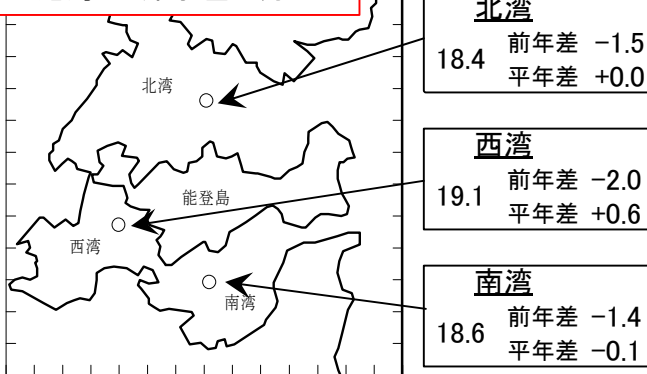 北湾
18.4
前年差 -1.5
平年差 +0.0
北湾
西湾
19.1
前年差 -2.0
平年差 +0.6
能登島
西湾
南湾
18.6
前年差 -1.4
平年差 -0.1
南湾